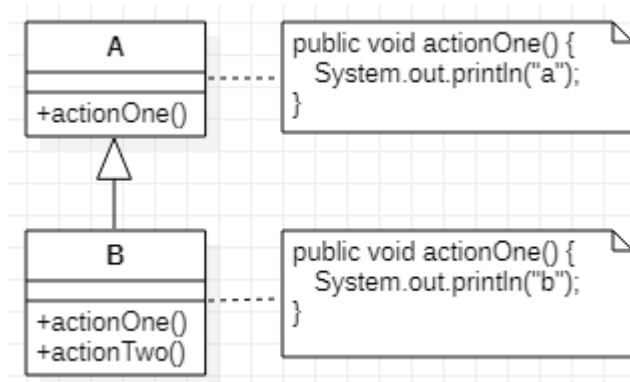 A
+actionOne()
public void actionOne() {
System.out.println("a");
}
B
+actionOne()
+actionTwo()
public void actionOne() {
System.out.println("b");
}